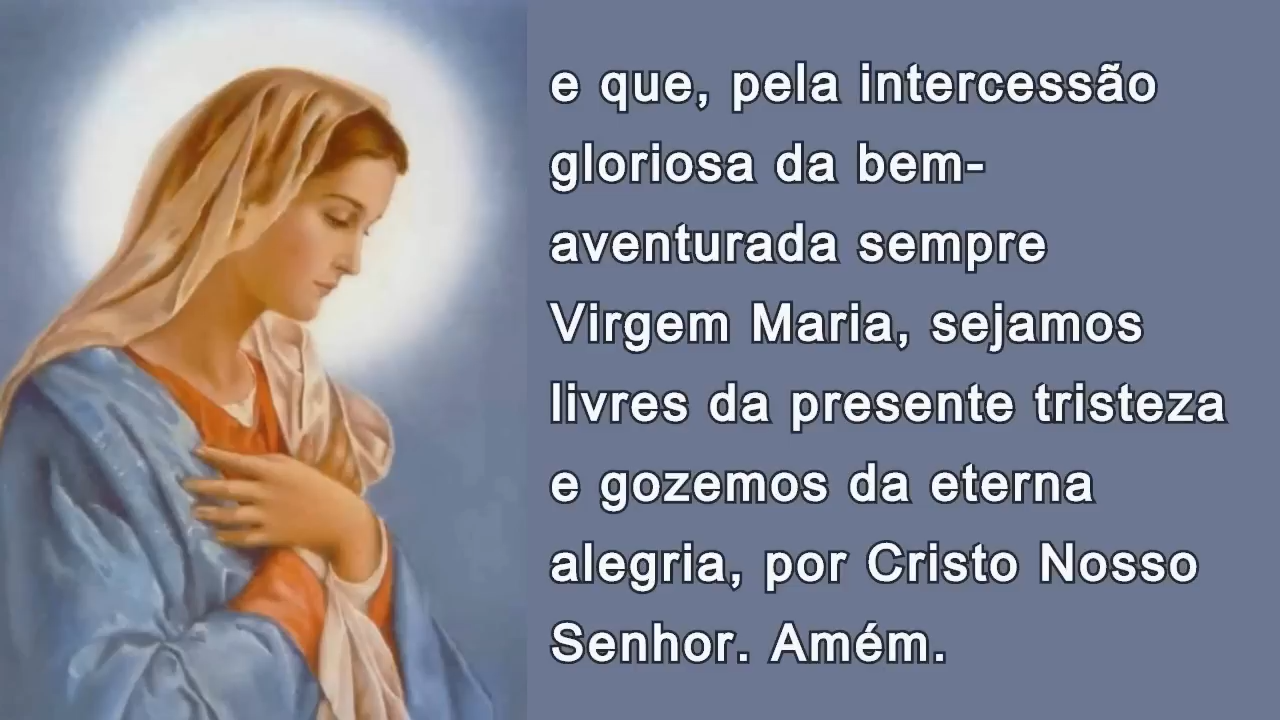 e que, pela intercessão
gloriosa da bem-
aventurada sempre
Virgem Maria, sejamos
livres da presente tristeza
e gozemos da eterna
alegria, por Cristo Nosso
Senhor. Amém.